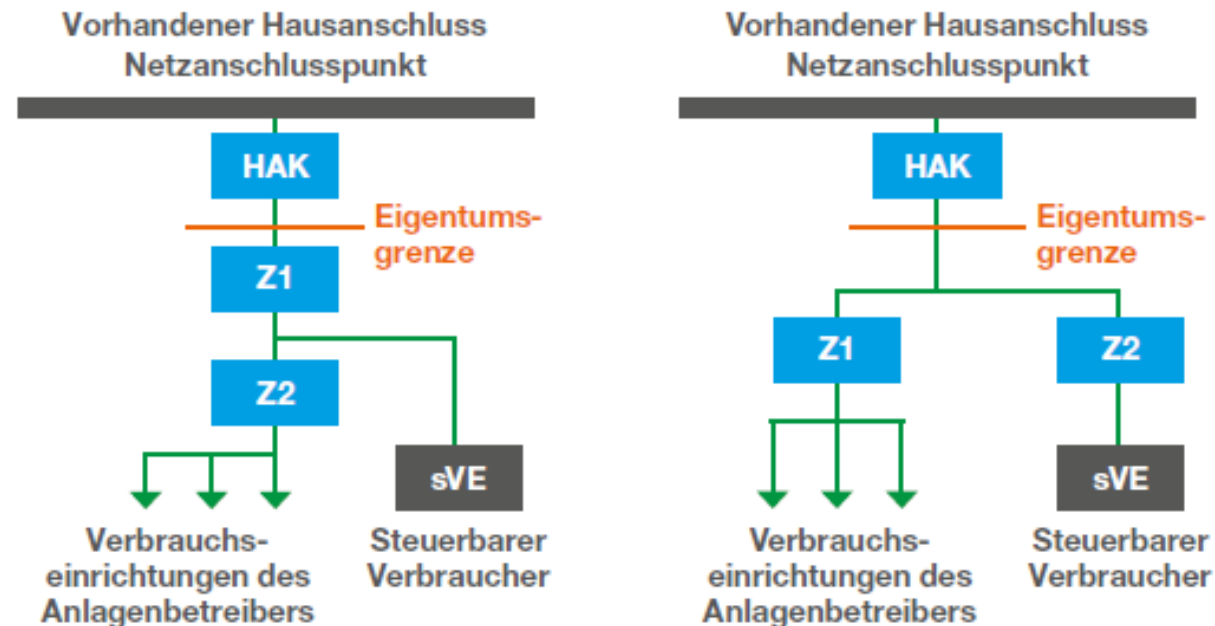 Vorhandener Hausanschluss
Netzanschlusspunkt
HAK
Eigentums-
grenze
Z1
Z2
sVE
Verbrauchs-
einrichtungen des
Anlagenbetreibers
Steuerbarer
Verbraucher
Vorhandener Hausanschluss
Netzanschlusspunkt
HAK
Eigentums-
grenze
Z1
Z2
sVE
Verbrauchs-
einrichtungen des
Anlagenbetreibers
Steuerbarer
Verbraucher